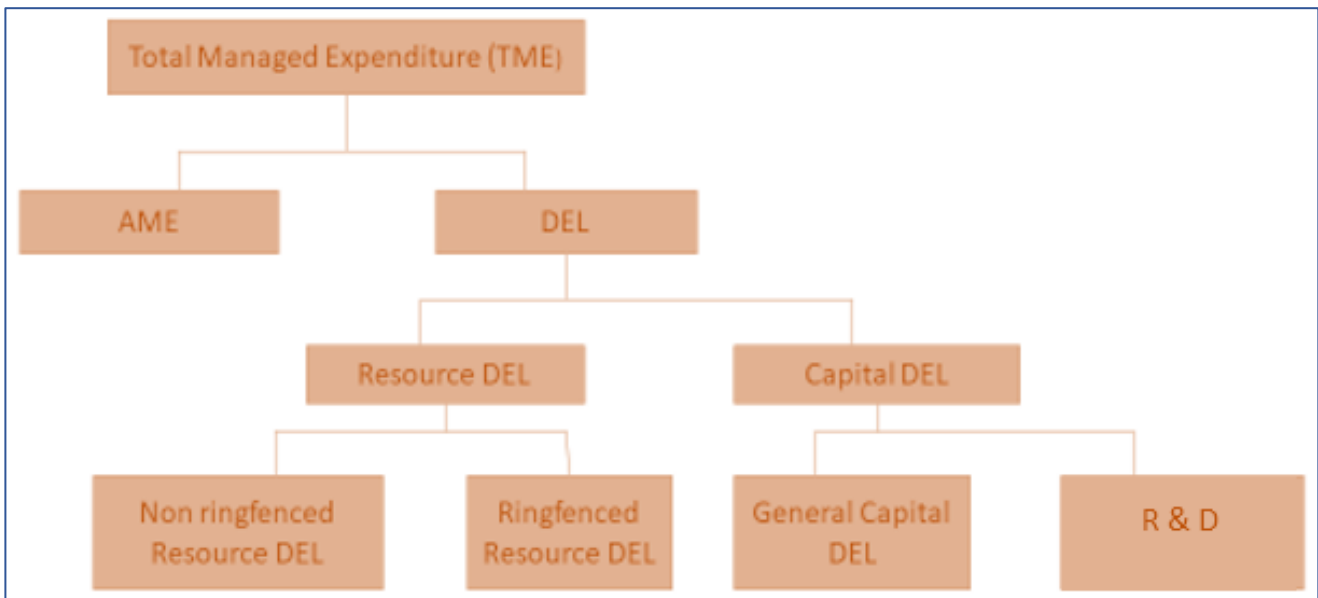 Total Managed Expenditure (TME)
AME
DEL
Resource DEL
Capital DEL
Non ringfenced
Resource DEL
Ringfenced
Resource DEL
General Capital
DEL
R & D